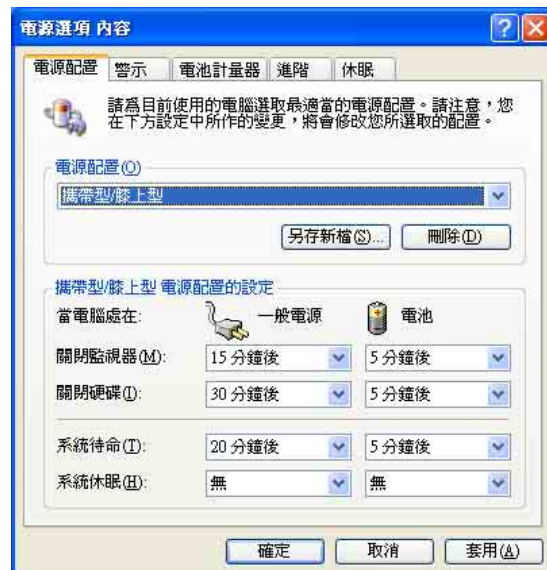 電源選項 內容
電源配置 警示 電池計量器 進階 休眠
請為目前使用的電腦選取最適當的電源配置。請注意，您
在下方設定中所作的變更，將會修改您所選取的配置。
電源配置(O)
攜帶型/膝上型
另存新檔(S)... 刪除(D)
攜帶型/膝上型 電源配置的設定
當電腦處在: 一般電源 電池
關閉監視器(M): 15 分鐘後 5 分鐘後
關閉硬碟(I): 30 分鐘後 5 分鐘後
系統待命(T): 20 分鐘後 5 分鐘後
系統休眠(H): 無 無
確定 取消 套用(A)